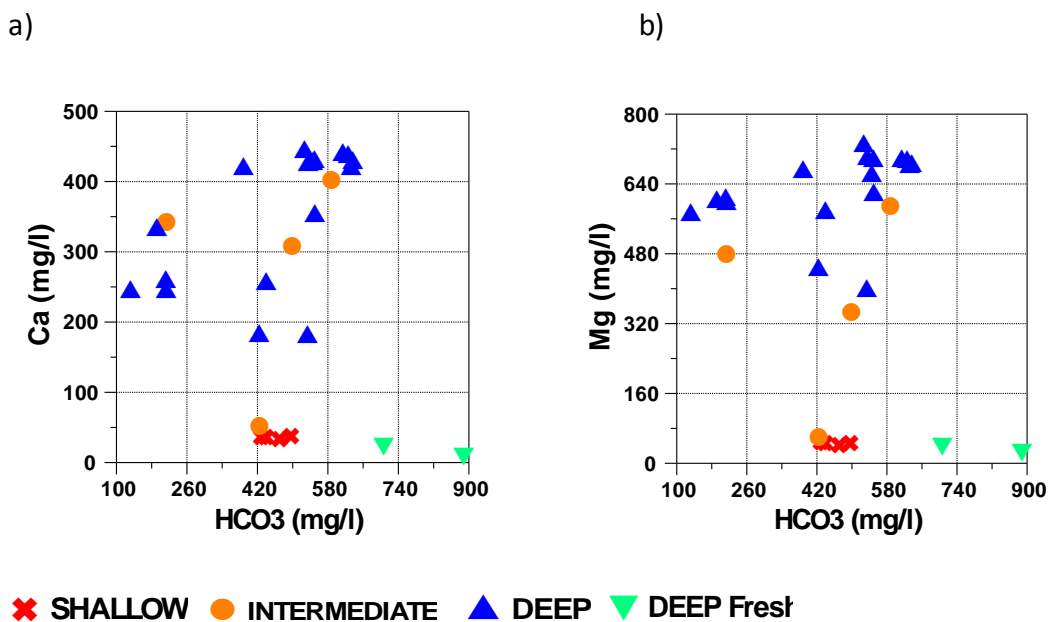 a)
b)
500
400
300
200
100
0
Ca (mg/l)
100 260 420 580 740 900
HCO3 (mg/l)
800
640
480
320
160
0
Mg (mg/l)
100 260 420 580 740 900
HCO3 (mg/l)
SHALLOW INTERMEDIATE DEEP DEEP Fresh